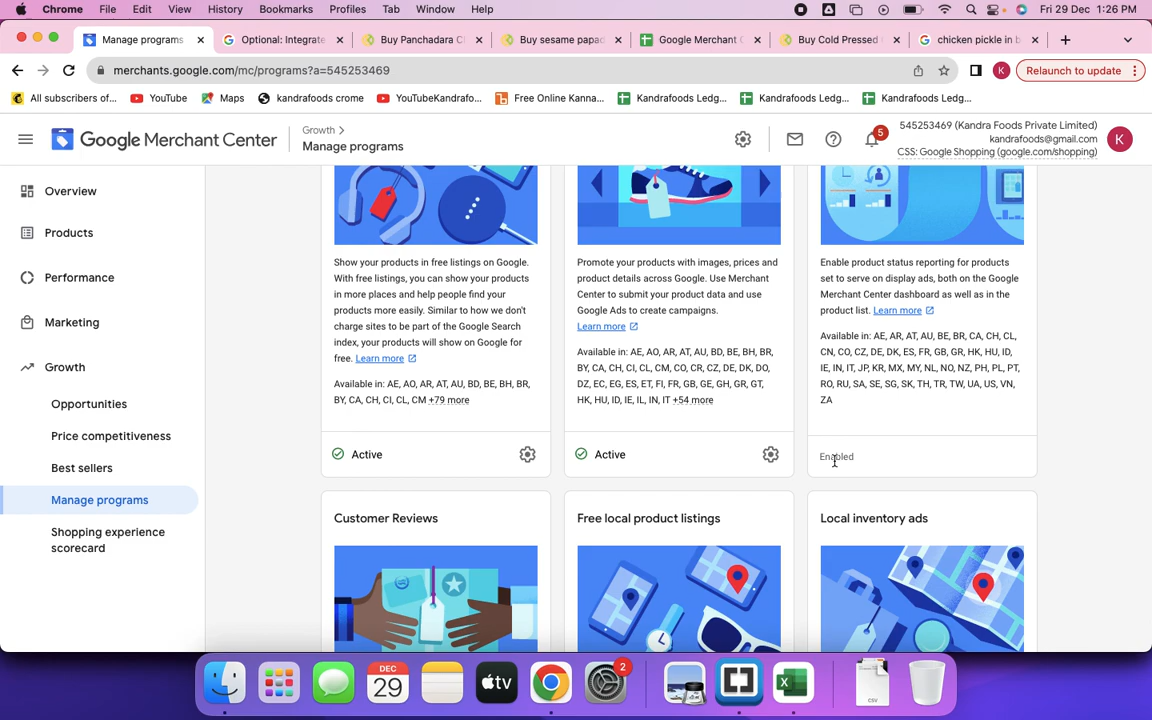 Chrome File Edit View History Bookmarks Profiles Tab Window Help Fri 29 Dec 1:26 PM
Manage programs Optional: Integrate Buy Panchadara C Buy sesame papad Google Merchant C Buy Cold Pressed chicken pickle in b
merchants.google.com/mc/programs?a=545253469 K Relaunch to update
All subscribers of... YouTube Maps kandrafoods crome YouTubeKandrafo... Free Online Kanna... Kandrafoods Ledg... Kandrafoods Ledg... Kandrafoods Ledg...
Google Merchant Center
Growth
Manage programs
5
545253469 (Kandra Foods Private Limited)
kandrafoods@gmail.com
CSS: Google Shopping (google.com/shopping)
K
Overview
Products
Performance
Marketing
Growth
Opportunities
Price competitiveness
Best sellers
Manage programs
Shopping experience
scorecard
Show your products in free listings on Google.
With free listings, you can show your products
in more places and help people find your
products more easily. Similar to how we don't
charge sites to be part of the Google Search
index, your products will show on Google for
free. Learn more
Available in: AE, AO, AR, AT, AU, BD, BE, BH, BR,
BY, CA, CH, CI, CL, CM +79 more
Active
Promote your products with images, prices and
product details across Google. Use Merchant
Center to submit your product data and use
Google Ads to create campaigns.
Learn more
Available in: AE, AO, AR, AT, AU, BD, BE, BH, BR,
BY, CA, CH, CI, CL, CM, CO, CR, CZ, DE, DK, DO,
DZ, EC, EG, ES, ET, FI, FR, GB, GE, GH, GR, GT,
HK, HU, ID, IE, IL, IN, IT +54 more
Active
Enable product status reporting for products
set to serve on display ads, both on the Google
Merchant Center dashboard as well as in the
product list. Learn more
Available in: AE, AR, AT, AU, BE, BR, CA, CH, CL,
CN, CO, CZ, DE, DK, ES, FR, GB, GR, HK, HU, ID,
IE, IN, IT, JP, KR, MX, MY, NL, NO, NZ, PH, PL, PT,
RO, RU, SA, SE, SG, SK, TH, TR, TW, UA, US, VN,
ZA
Enabled
Customer Reviews
Free local product listings
Local inventory ads
DEC
29
tv
2
CSV